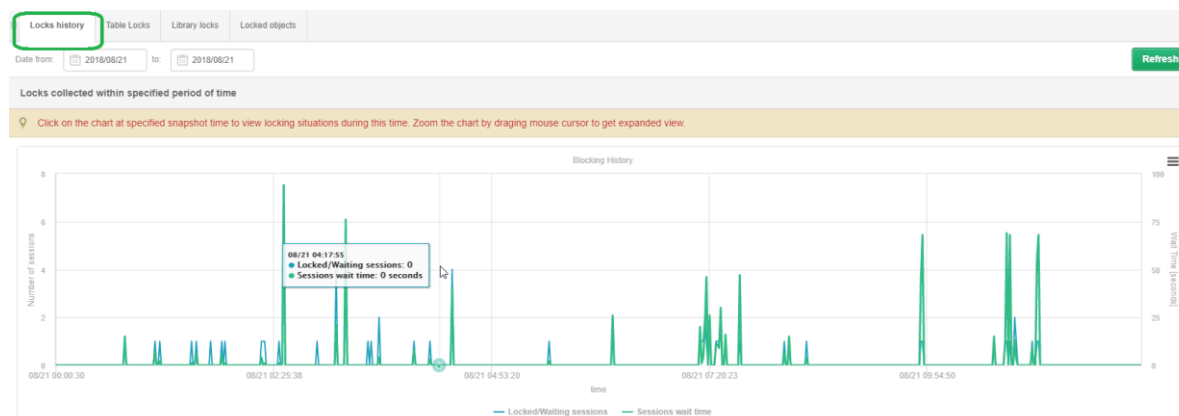 Locks history Table Locks Library locks Locked objects
Date from: 2018/08/21 to: 2018/08/21 Refresh
Locks collected within specified period of time
Click on the chart at specified snapshot time to view locking situations during this time. Zoom the chart by draging mouse cursor to get expanded view.
Blocking History
8 100
6 75
4 50
2 25
0 0
Number of sessions
Wait Time [seconds]
08/21 04:17:55
Locked/Waiting sessions: 0
Sessions wait time: 0 seconds
08/21 00:00:30 08/21 02:25:38 08/21 04:53:20 08/21 07:20:23 08/21 09:54:50
time
Locked/Waiting sessions Sessions wait time